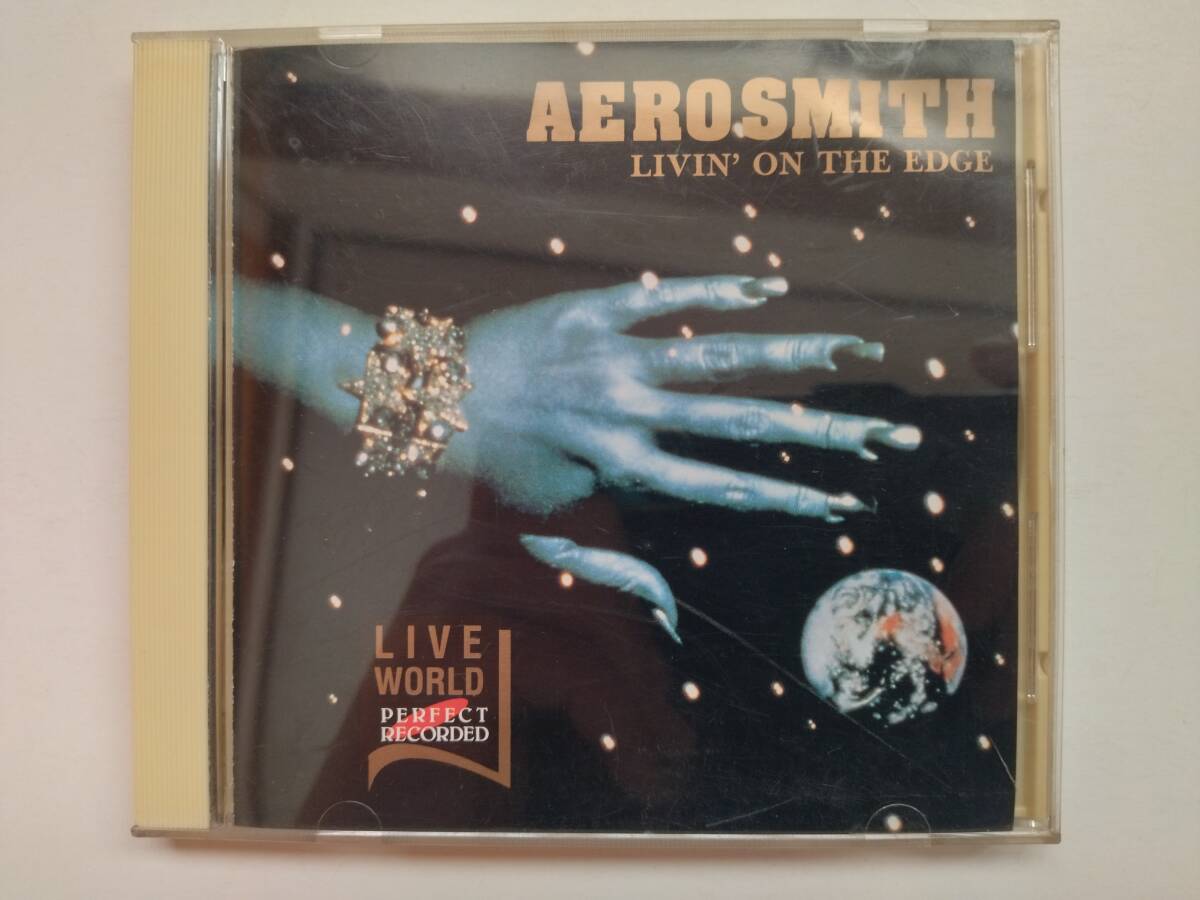 AEROSMITH
LIVIN' ON THE EDGE
LIVE
WORLD
PERFECT
RECORDED